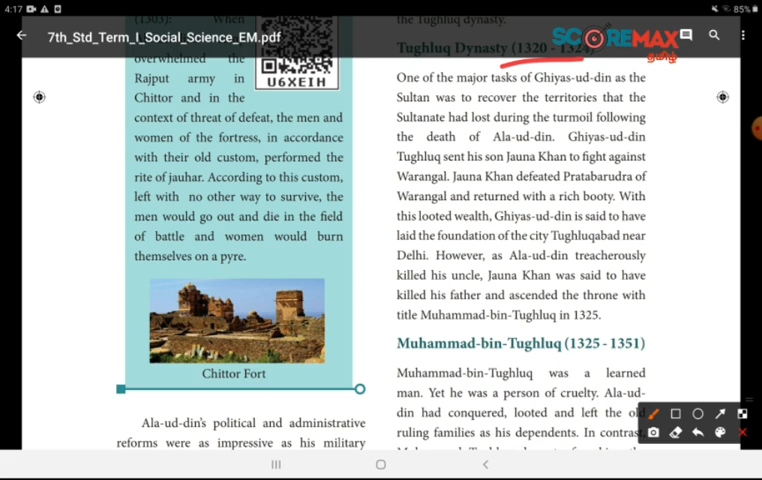 4:17
85%
7th_Std_Term_I_Social_Science_EM.pdf
SCOREMAX
தமிழ்
(1303): When
overwhelmed the
Rajput army in
Chittor and in the
context of threat of defeat, the men and
women of the fortress, in accordance
with their old custom, performed the
rite of jauhar. According to this custom,
left with no other way to survive, the
men would go out and die in the field
of battle and women would burn
themselves on a pyre.
U6XEIH
Chittor Fort
Ala-ud-din's political and administrative
reforms were as impressive as his military
the Tughluq dynasty.
Tughluq Dynasty (1320 - 1324)
One of the major tasks of Ghiyas-ud-din as the
Sultan was to recover the territories that the
Sultanate had lost during the turmoil following
the death of Ala-ud-din. Ghiyas-ud-din
Tughluq sent his son Jauna Khan to fight against
Warangal. Jauna Khan defeated Pratabarudra of
Warangal and returned with a rich booty. With
this looted wealth, Ghiyas-ud-din is said to have
laid the foundation of the city Tughluqabad near
Delhi. However, as Ala-ud-din treacherously
killed his uncle, Jauna Khan was said to have
killed his father and ascended the throne with
title Muhammad-bin-Tughluq in 1325.
Muhammad-bin-Tughluq (1325 - 1351)
Muhammad-bin-Tughluq was a learned
man. Yet he was a person of cruelty. Ala-ud-
din had conquered, looted and left the old
ruling families as his dependents. In contrast,